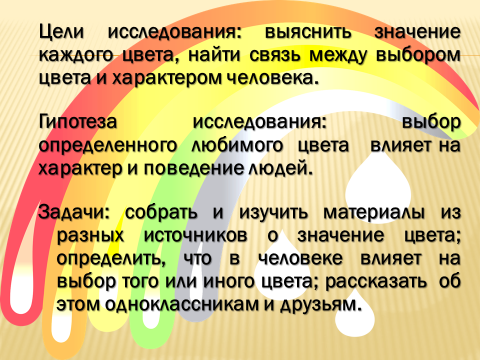 Цели исследования: выяснить значение
каждого цвета, найти связь между выбором
цвета и характером человека.
Гипотеза исследования: выбор
определенного любимого цвета влияет на
характер и поведение людей.
Задачи: собрать и изучить материалы из
разных источников о значение цвета;
определить, что в человеке влияет на
выбор того или иного цвета; рассказать об
этом одноклассникам и друзьям.